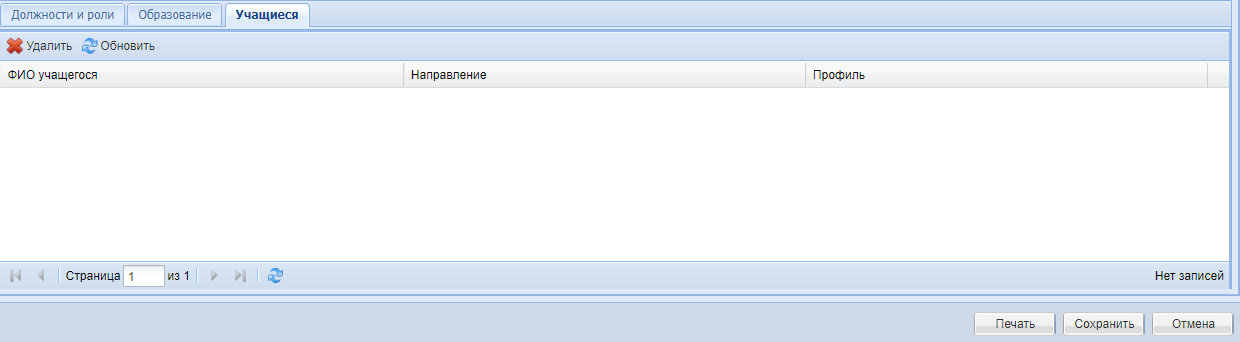 Должности и роли Образование Учащиеся
Удалить Обновить
ФИО учащегося Направление Профиль
Страница 1 из 1 Нет записей
Печать Сохранить Отмена